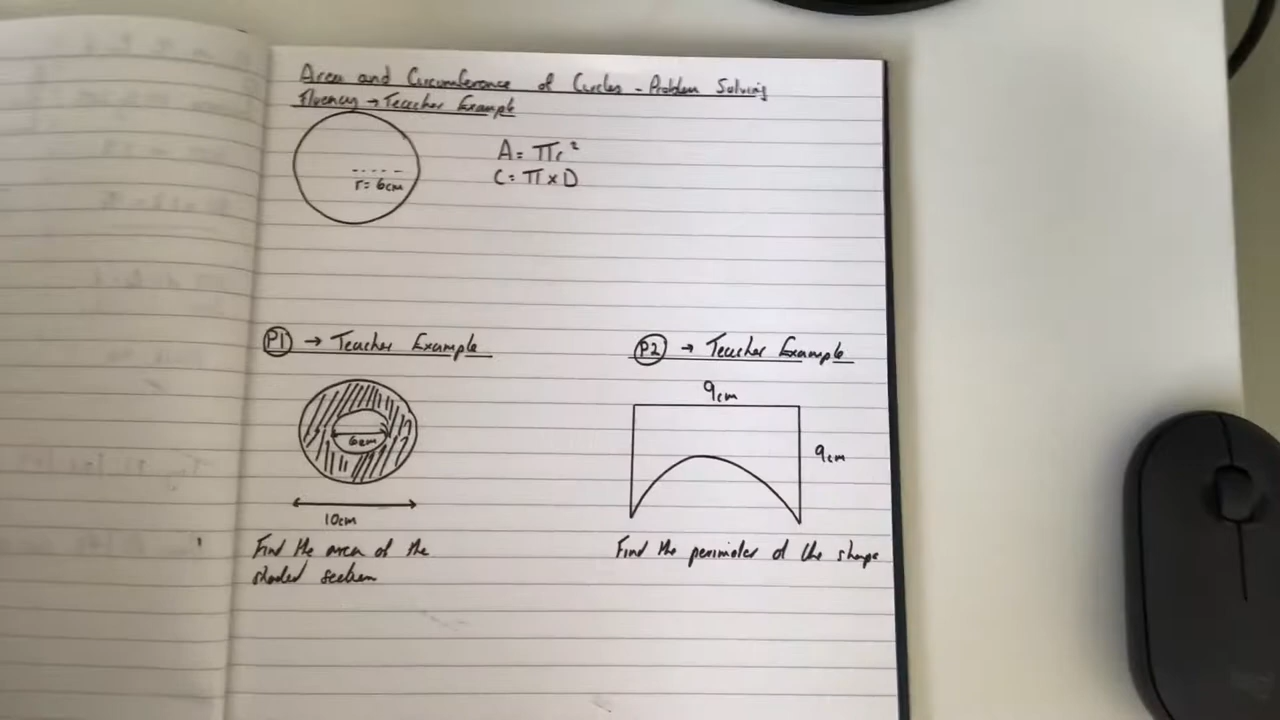 Area and Circumference of Circles - Problem Solving
Fluency → Teacher Example
r = 6cm
A = πr²
C = π x D
P1 → Teacher Example
6cm
10cm
Find the area of the
shaded section
P2 → Teacher Example
9cm
9cm
Find the perimeter of the shape